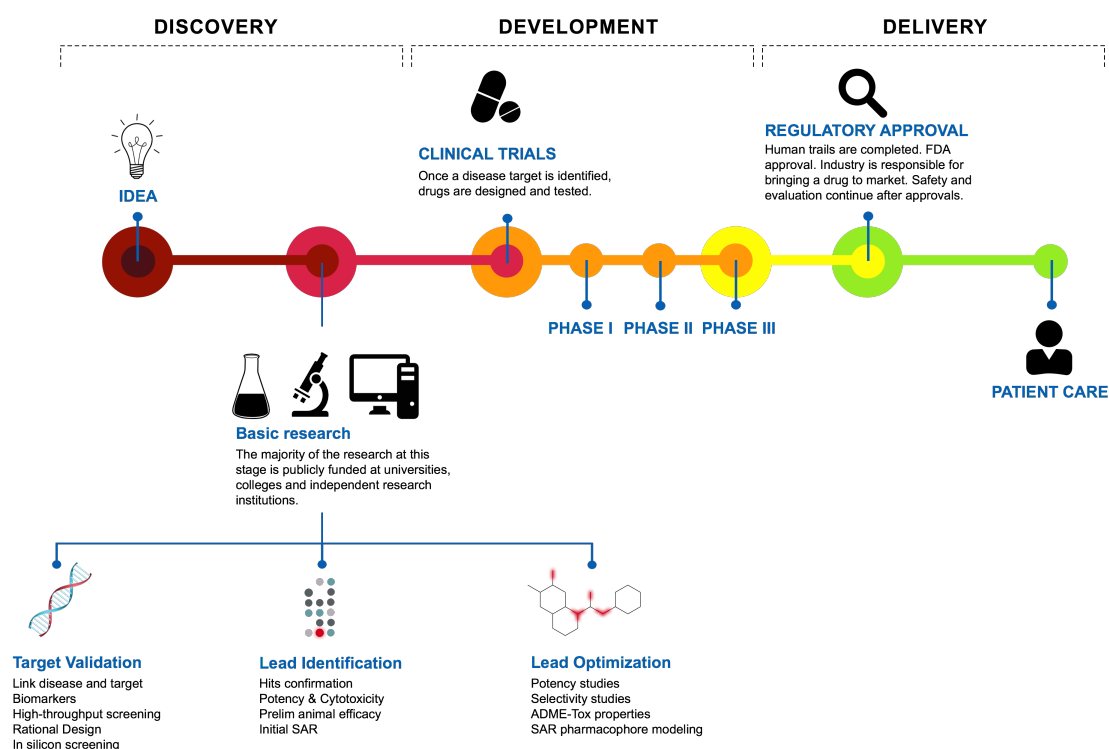 DISCOVERY
DEVELOPMENT
DELIVERY
IDEA
CLINICAL TRIALS
Once a disease target is identified,
drugs are designed and tested.
REGULATORY APPROVAL
Human trails are completed. FDA
approval. Industry is responsible for
bringing a drug to market. Safety and
evaluation continue after approvals.
PHASE I
PHASE II
PHASE III
PATIENT CARE
Basic research
The majority of the research at this
stage is publicly funded at universities,
colleges and independent research
institutions.
Target Validation
Link disease and target
Biomarkers
High-throughput screening
Rational Design
In silicon screening
Lead Identification
Hits confirmation
Potency & Cytotoxicity
Prelim animal efficacy
Initial SAR
Lead Optimization
Potency studies
Selectivity studies
ADME-Tox properties
SAR pharmacophore modeling